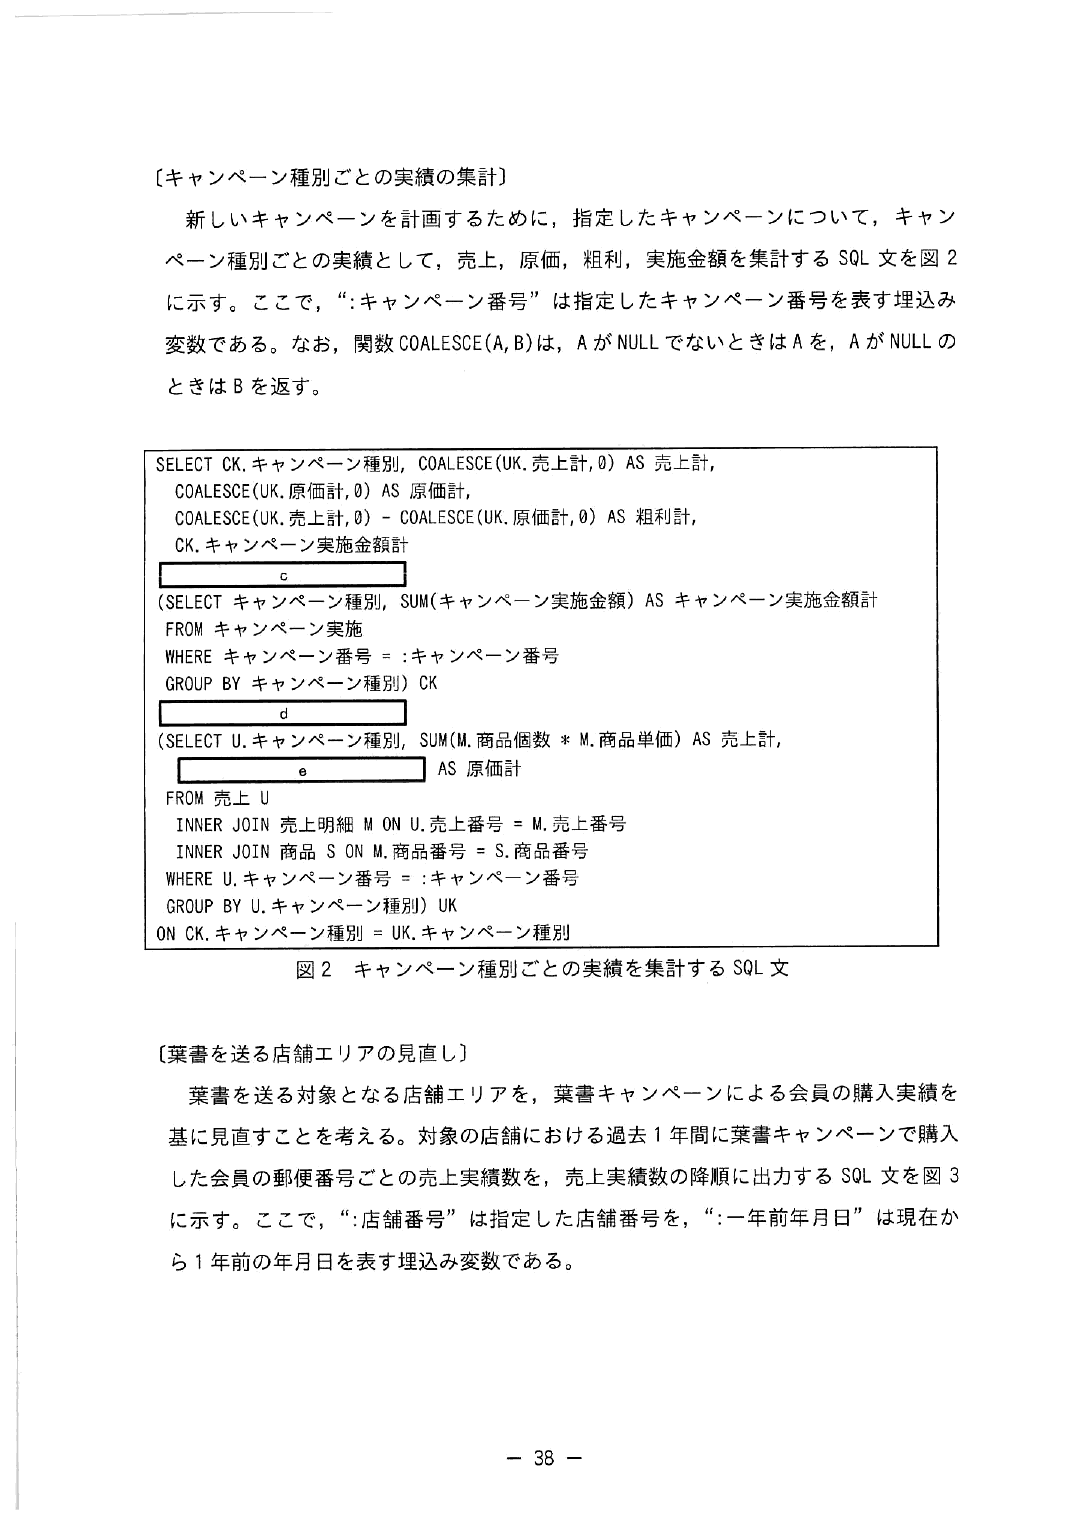 〔キャンペーン種別ごとの実績の集計〕
新しいキャンペーンを計画するために，指定したキャンペーンについて，キャン
ペーン種別ごとの実績として，売上，原価，粗利，実施金額を集計する SQL 文を図 2
に示す。ここで，“:キャンペーン番号”は指定したキャンペーン番号を表す埋込み
変数である。なお，関数 COALESCE(A,B)は，A が NULL でないときは A を，A が NULL の
ときは B を返す。
SELECT CK.キャンペーン種別, COALESCE(UK.売上計,0) AS 売上計,
COALESCE(UK.原価計,0) AS 原価計,
COALESCE(UK.売上計,0) - COALESCE(UK.原価計,0) AS 粗利計,
CK.キャンペーン実施金額計
c
(SELECT キャンペーン種別, SUM(キャンペーン実施金額) AS キャンペーン実施金額計
FROM キャンペーン実施
WHERE キャンペーン番号 = :キャンペーン番号
GROUP BY キャンペーン種別) CK
d
(SELECT U.キャンペーン種別, SUM(M.商品個数 * M.商品単価) AS 売上計,
e AS 原価計
FROM 売上 U
INNER JOIN 売上明細 M ON U.売上番号 = M.売上番号
INNER JOIN 商品 S ON M.商品番号 = S.商品番号
WHERE U.キャンペーン番号 = :キャンペーン番号
GROUP BY U.キャンペーン種別) UK
ON CK.キャンペーン種別 = UK.キャンペーン種別
図 2　キャンペーン種別ごとの実績を集計する SQL 文
〔葉書を送る店舗エリアの見直し〕
葉書を送る対象となる店舗エリアを，葉書キャンペーンによる会員の購入実績を
基に見直すことを考える。対象の店舗における過去 1 年間に葉書キャンペーンで購入
した会員の郵便番号ごとの売上実績数を，売上実績数の降順に出力する SQL 文を図 3
に示す。ここで，“:店舗番号”は指定した店舗番号を，“:一年前年月日”は現在か
ら 1 年前の年月日を表す埋込み変数である。
－ 38 －